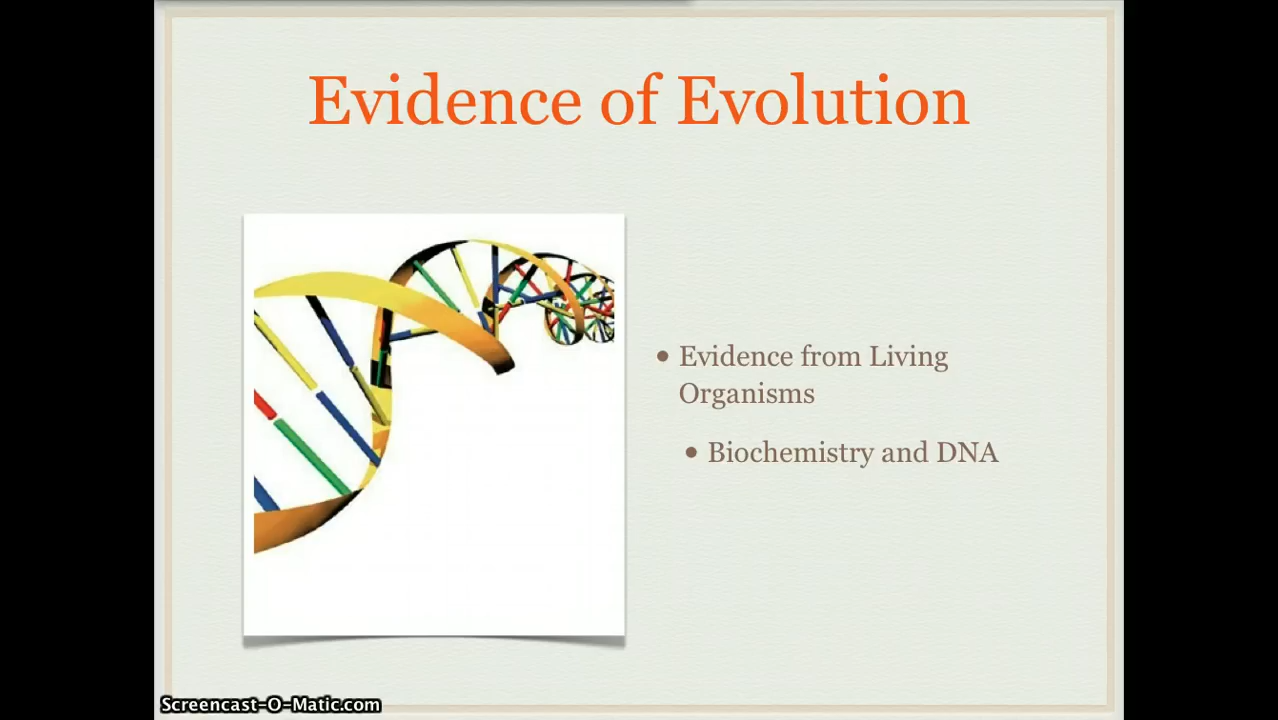 Evidence of Evolution
• Evidence from Living
Organisms
• Biochemistry and DNA
Screencast-O-Matic.com